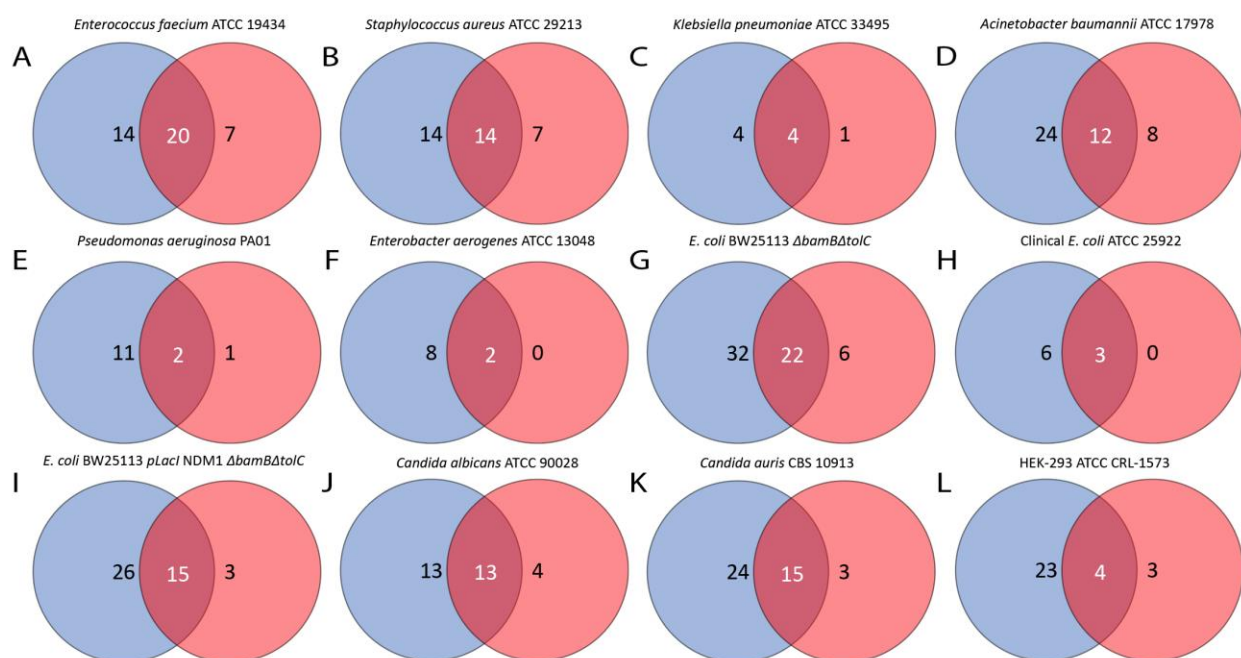 Enterococcus faecium ATCC 19434
A
14 20 7
Staphylococcus aureus ATCC 29213
B
14 14 7
Klebsiella pneumoniae ATCC 33495
C
4 4 1
Acinetobacter baumannii ATCC 17978
D
24 12 8
Pseudomonas aeruginosa PA01
E
11 2 1
Enterobacter aerogenes ATCC 13048
F
8 2 0
E. coli BW25113 ΔbamBΔtolC
G
32 22 6
Clinical E. coli ATCC 25922
H
6 3 0
E. coli BW25113 pLacI NDM1 ΔbamBΔtolC
I
26 15 3
Candida albicans ATCC 90028
J
13 13 4
Candida auris CBS 10913
K
24 15 3
HEK-293 ATCC CRL-1573
L
23 4 3